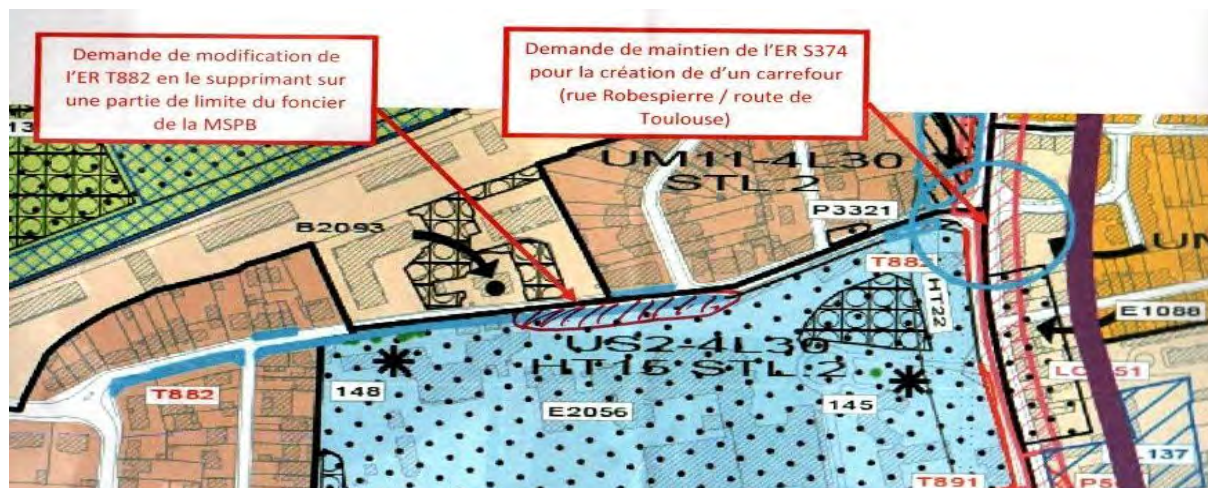 Demande de modification de
l'ER T882 en le supprimant sur
une partie de limite du foncier
de la MSPB
Demande de maintien de l'ER S374
pour la création de d'un carrefour
(rue Robespierre / route de
Toulouse)
UM11-4L30
STL.2
P3321
B2093
T882
HT22
E1088
US2-4L30
HT15 STL.2
T882
148
E2056
145
T891
137